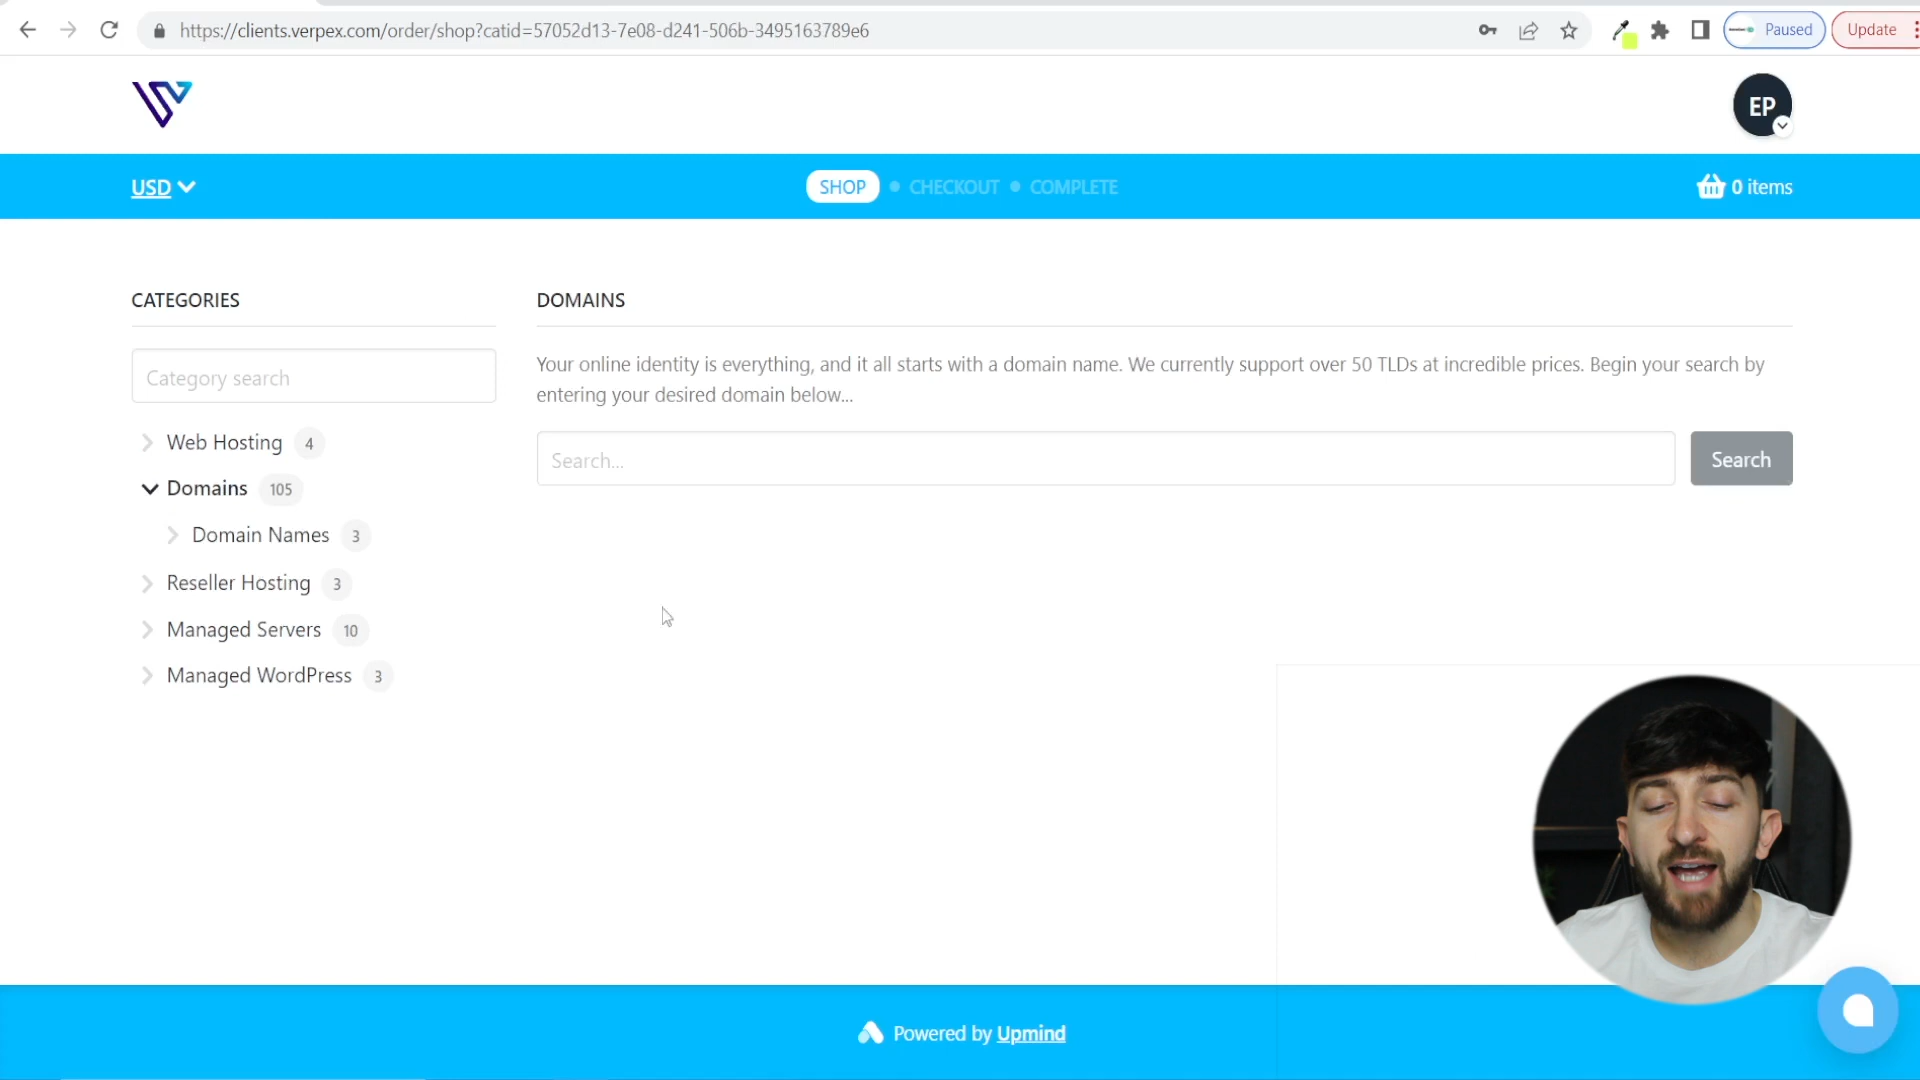 https://clients.verpex.com/order/shop?catid=57052d13-7e08-d241-506b-3495163789e6
Paused
Update
EP
USD
SHOP
CHECKOUT
COMPLETE
0 items
CATEGORIES
Category search
Web Hosting 4
Domains 105
Domain Names 3
Reseller Hosting 3
Managed Servers 10
Managed WordPress 3
DOMAINS
Your online identity is everything, and it all starts with a domain name. We currently support over 50 TLDs at incredible prices. Begin your search by
entering your desired domain below...
Search...
Search
Powered by Upmind